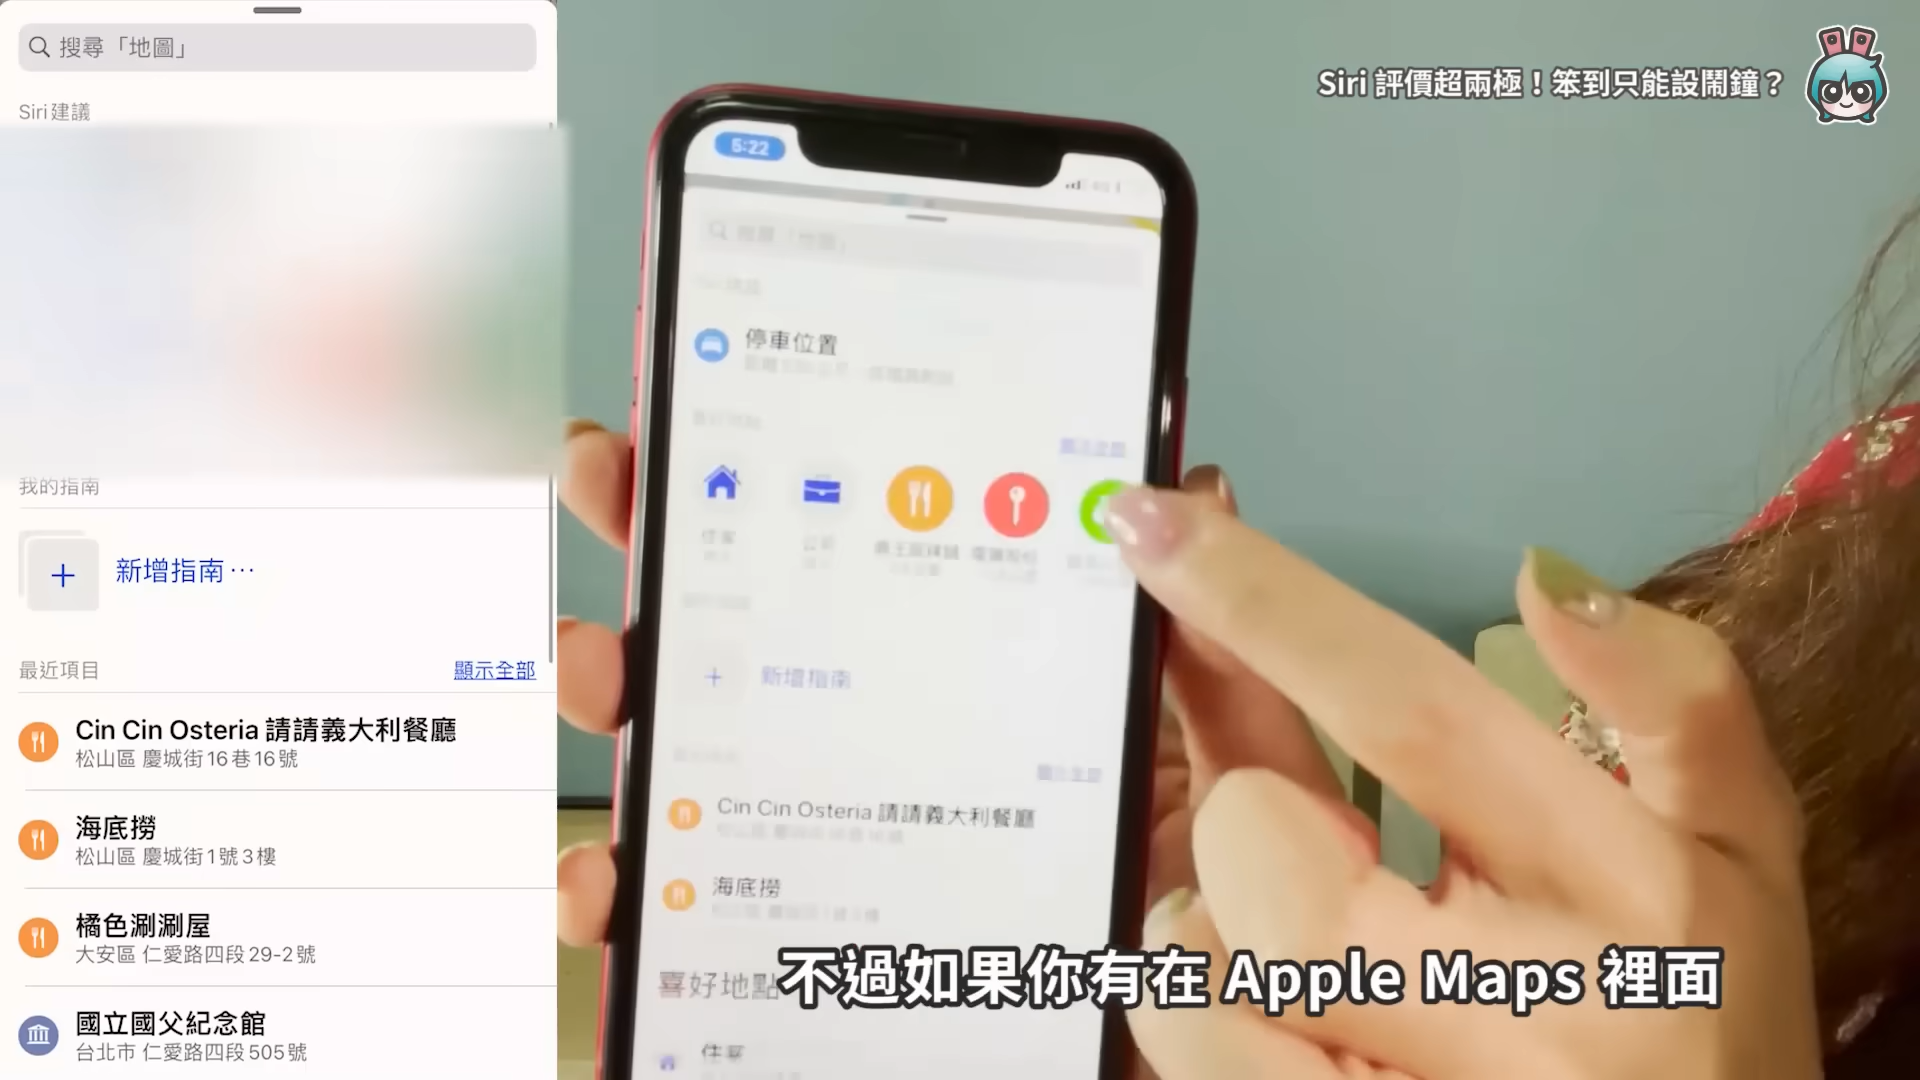 搜尋「地圖」
Siri建議
我的指南
新增指南⋯
最近項目
顯示全部
Cin Cin Osteria 請請義大利餐廳
松山區 慶城街16巷16號
海底撈
松山區 慶城街1號3樓
橘色涮涮屋
大安區 仁愛路四段29-2號
國立國父紀念館
台北市 仁愛路四段505號
Siri 評價超兩極！笨到只能設鬧鐘？
5:22
停車位置
新增指南
Cin Cin Osteria 請請義大利餐廳
海底撈
喜好地點
住家
不過如果你有在 Apple Maps 裡面